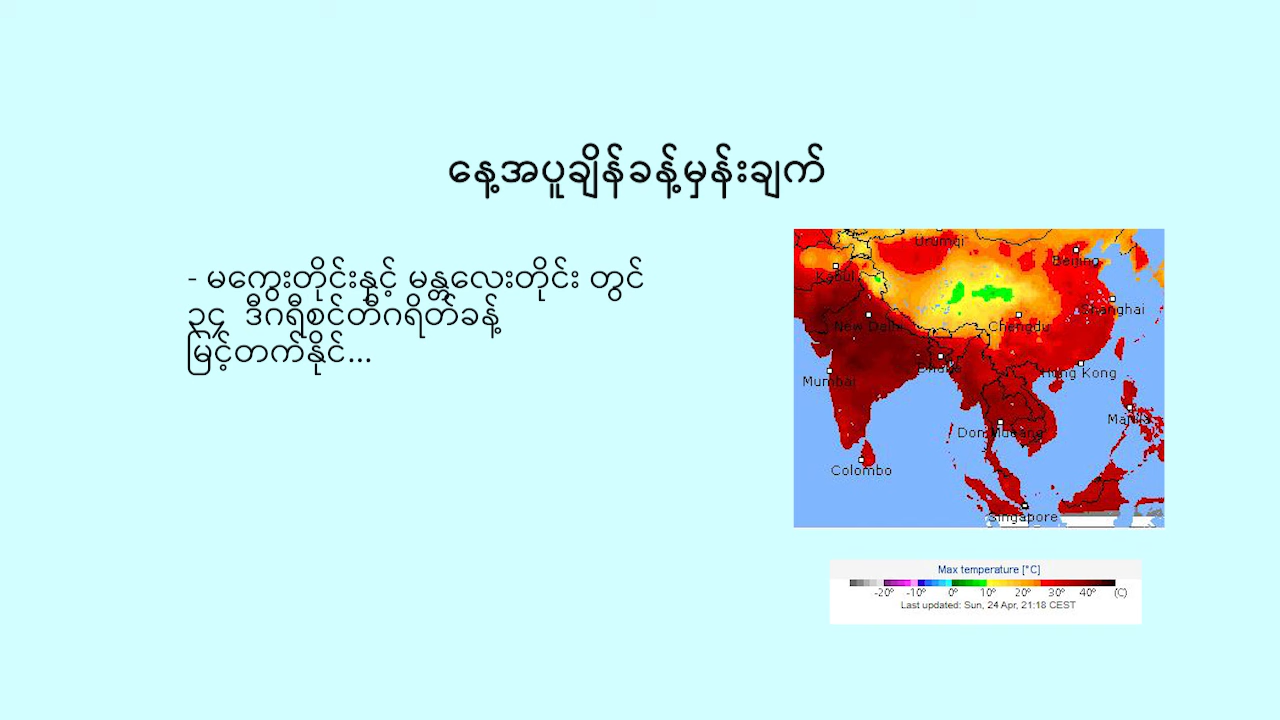 နေ့အပူချိန်ခန့်မှန်းချက်
- မကွေးတိုင်းနှင့် မန္တလေးတိုင်း တွင်
၃၄ ဒီဂရီစင်တီဂရိတ်ခန့်
မြင့်တက်နိုင်...
Urumqi
Beijing
Kabul
Shanghai
New Delhi
Chengdu
Dhaka
Hong Kong
Mumbai
Manila
Don Mueang
Colombo
Singapore
Max temperature [°C]
-20° -10° 0° 10° 20° 30° 40° (C)
Last updated: Sun, 24 Apr, 21:18 CEST